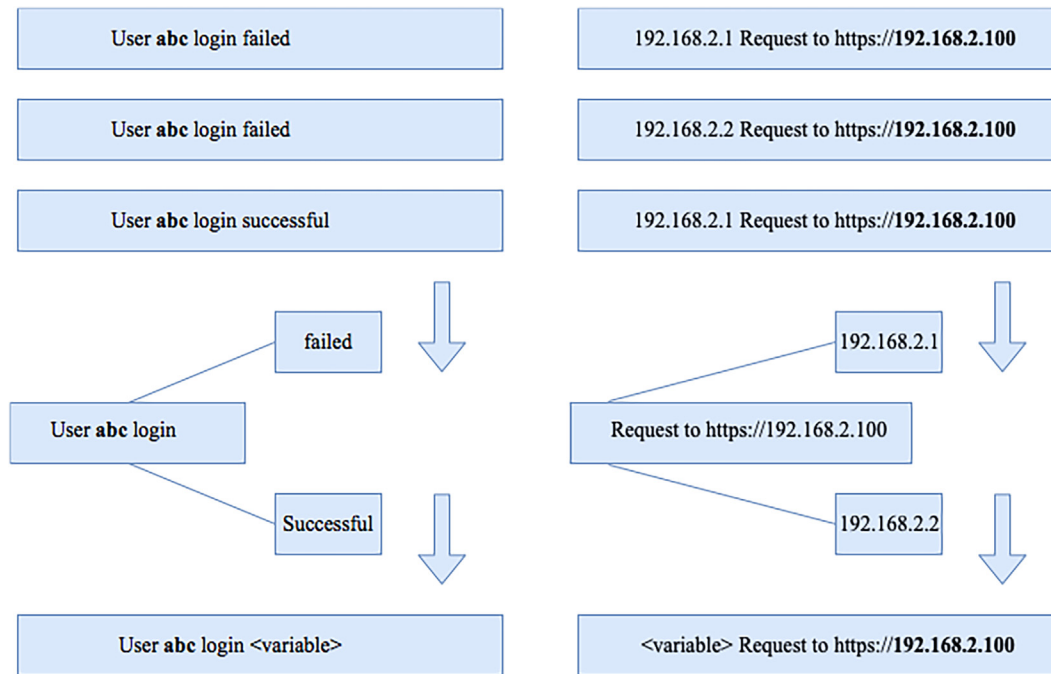 User abc login failed
192.168.2.1 Request to https://192.168.2.100
User abc login failed
192.168.2.2 Request to https://192.168.2.100
User abc login successful
192.168.2.1 Request to https://192.168.2.100
failed
192.168.2.1
User abc login
Request to https://192.168.2.100
Successful
192.168.2.2
User abc login <variable>
<variable> Request to https://192.168.2.100